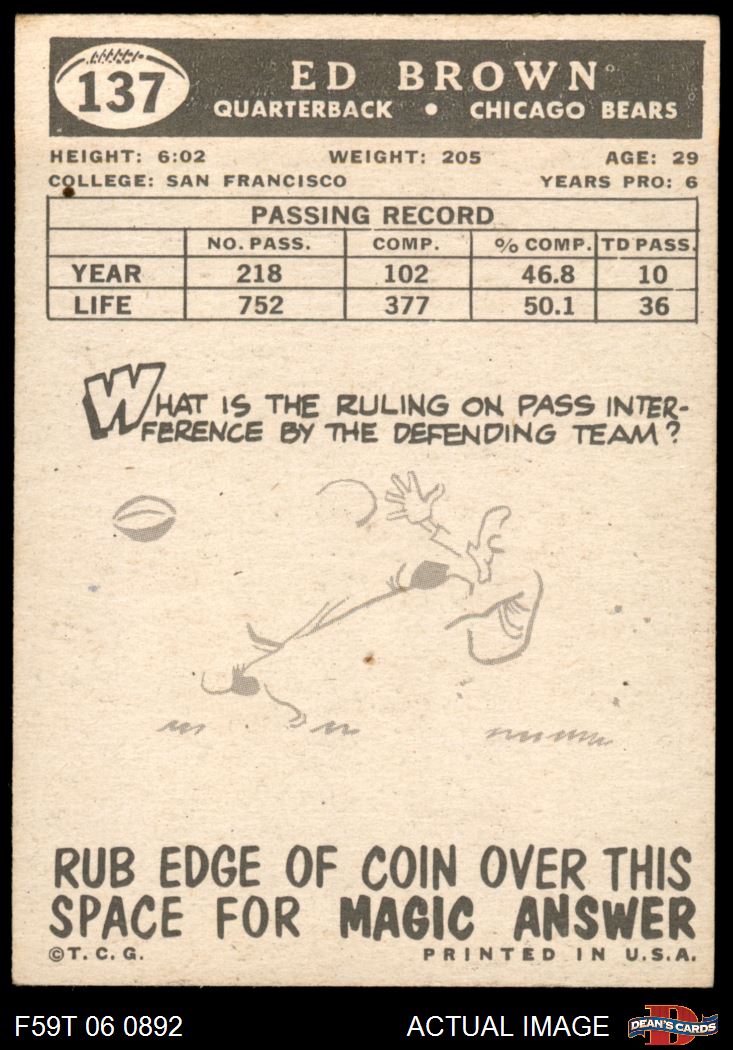 137
ED BROWN
QUARTERBACK • CHICAGO BEARS
HEIGHT: 6:02 WEIGHT: 205 AGE: 29
COLLEGE: SAN FRANCISCO YEARS PRO: 6
PASSING RECORD
NO. PASS. COMP. % COMP. TD PASS.
YEAR 218 102 46.8 10
LIFE 752 377 50.1 36
WHAT IS THE RULING ON PASS INTER-
FERENCE BY THE DEFENDING TEAM?
RUB EDGE OF COIN OVER THIS
SPACE FOR MAGIC ANSWER
©T. C. G. PRINTED IN U.S.A.
F59T 06 0892 ACTUAL IMAGE D DEAN'S CARDS